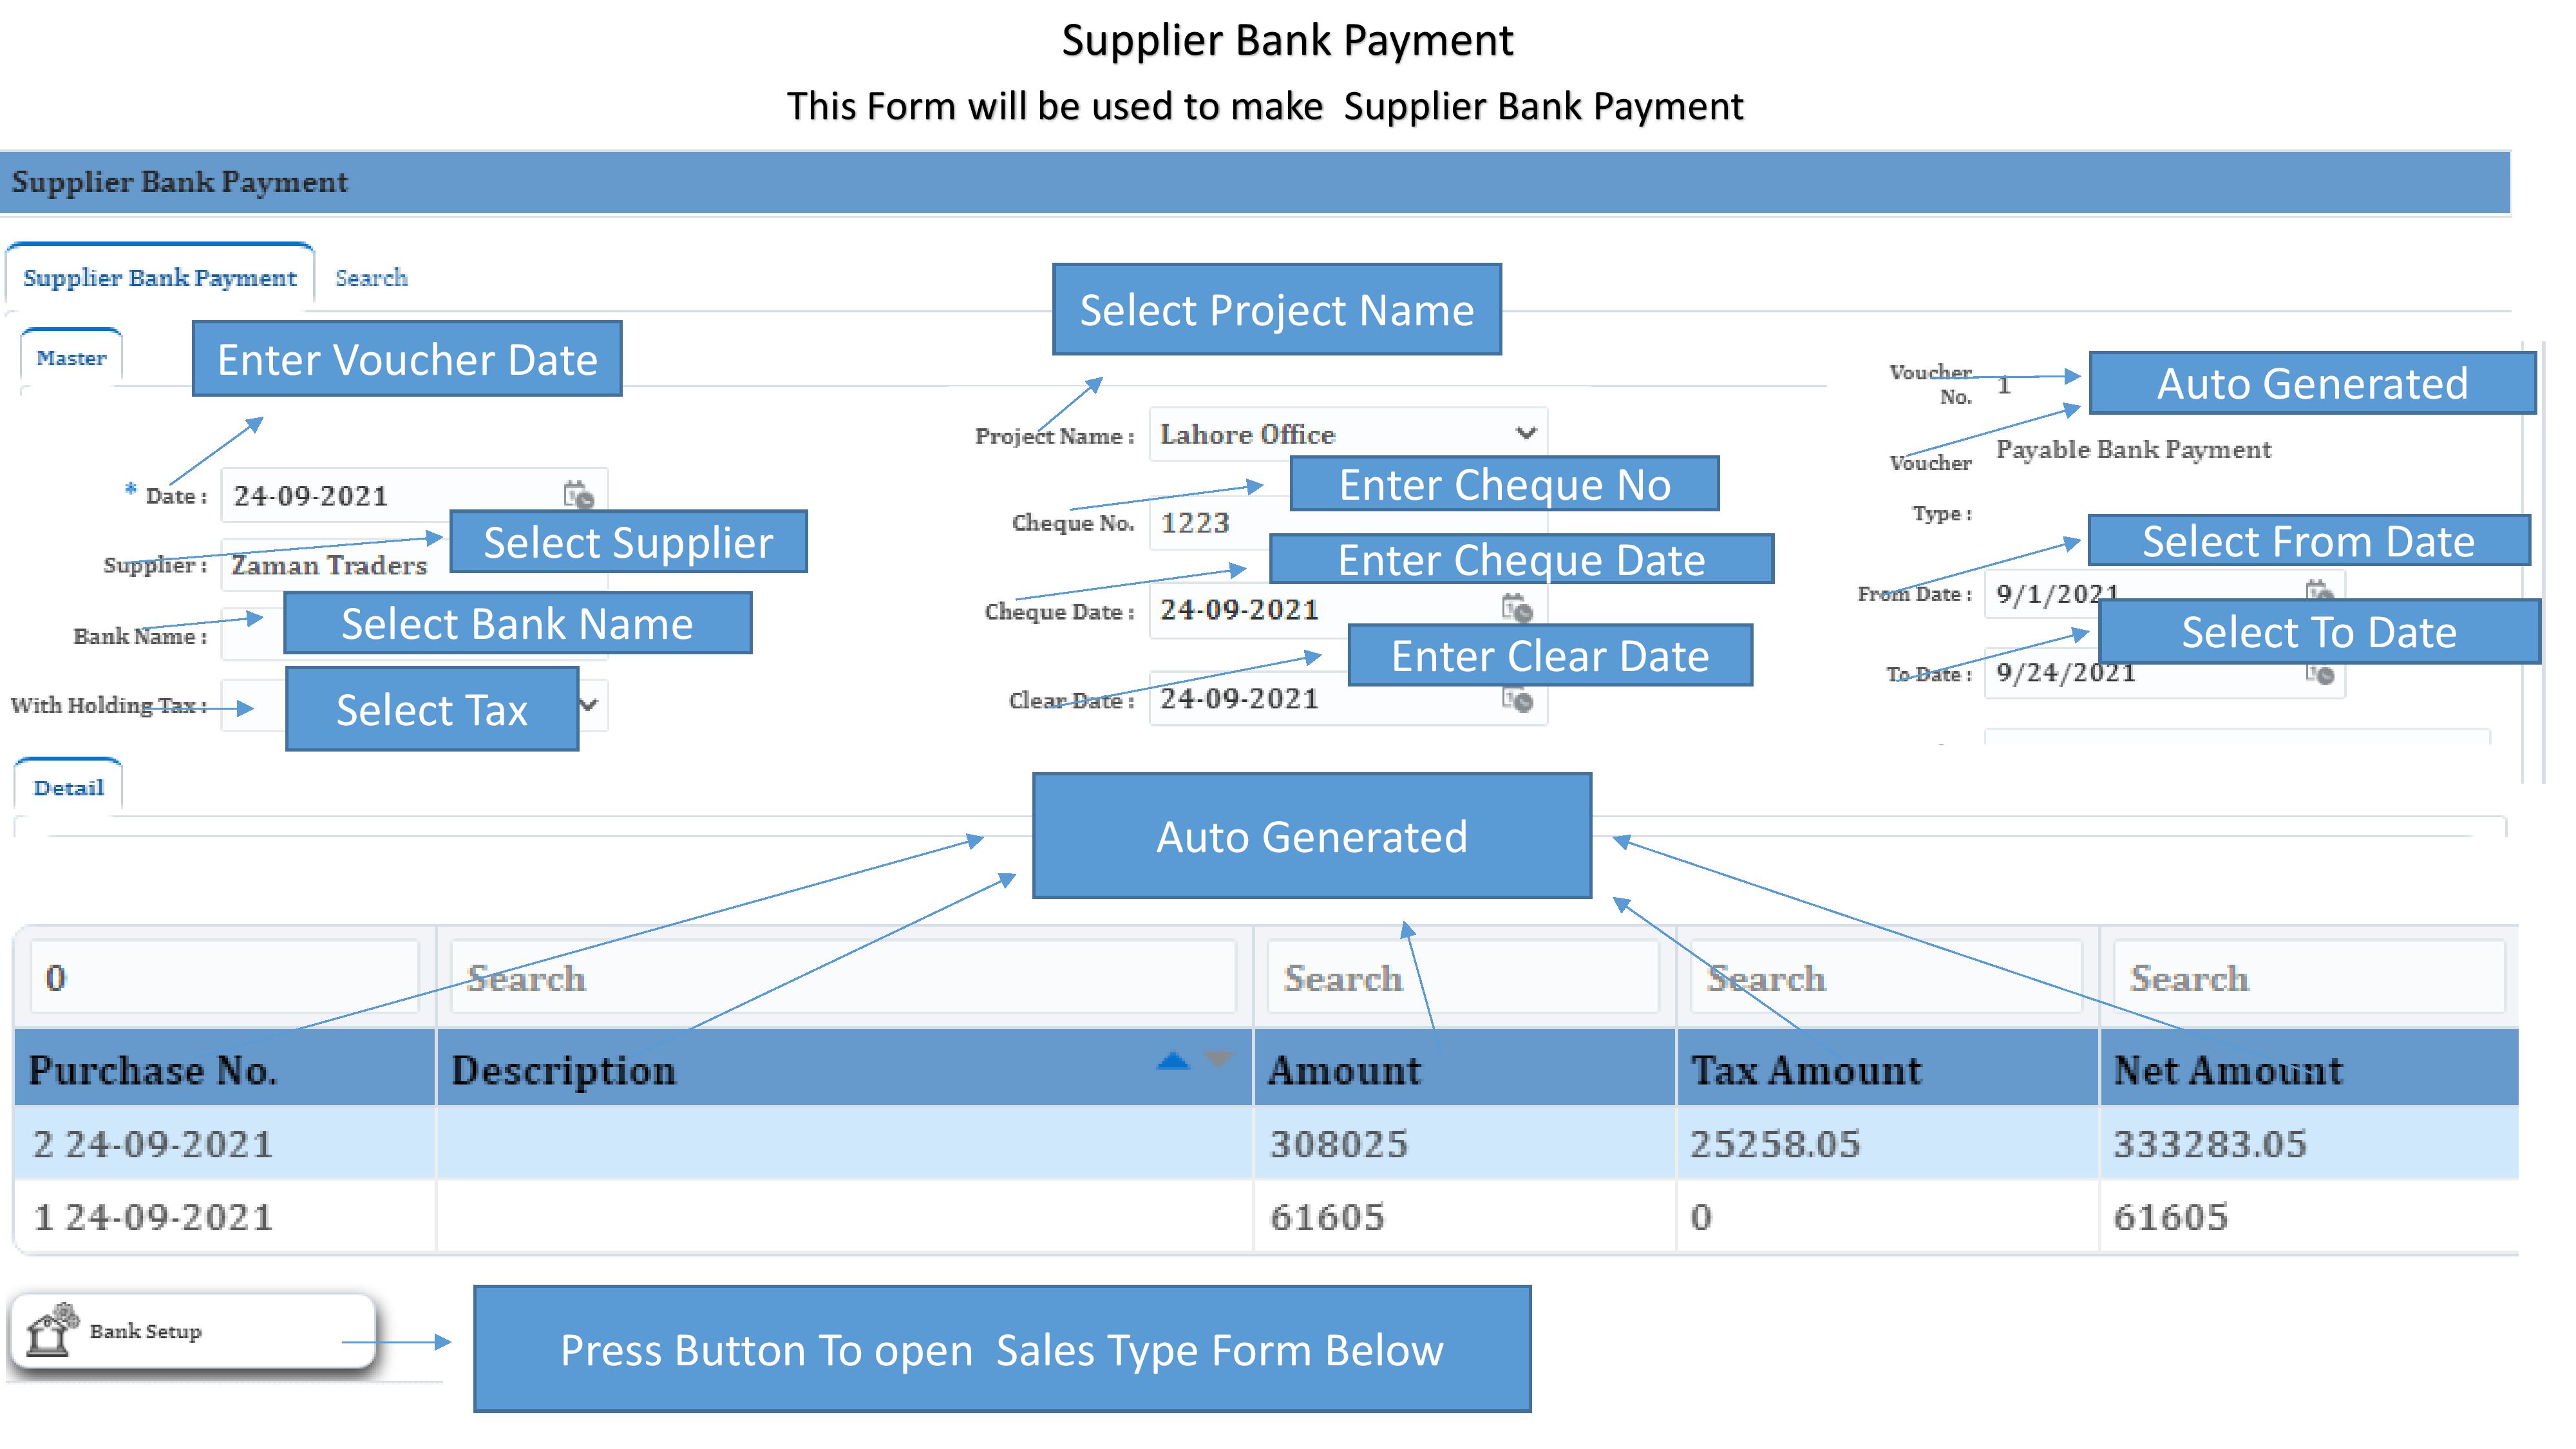 Supplier Bank Payment
This Form will be used to make Supplier Bank Payment
Supplier Bank Payment
Supplier Bank Payment
Search
Master
Enter Voucher Date
* Date :
24-09-2021
Supplier :
Zaman Traders
Select Supplier
Bank Name :
Select Bank Name
With Holding Tax :
Select Tax
Select Project Name
Project Name :
Lahore Office
Enter Cheque No
Cheque No.
1223
Enter Cheque Date
Cheque Date :
24-09-2021
Enter Clear Date
Clear Date :
24-09-2021
Voucher No.
1
Auto Generated
Voucher Type :
Payable Bank Payment
Select From Date
From Date :
9/1/2021
Select To Date
To Date :
9/24/2021
Detail
Auto Generated
0
Search
Search
Search
Search
Purchase No. Description Amount Tax Amount Net Amount
2 24-09-2021 308025 25258.05 333283.05
1 24-09-2021 61605 0 61605
Bank Setup
Press Button To open Sales Type Form Below